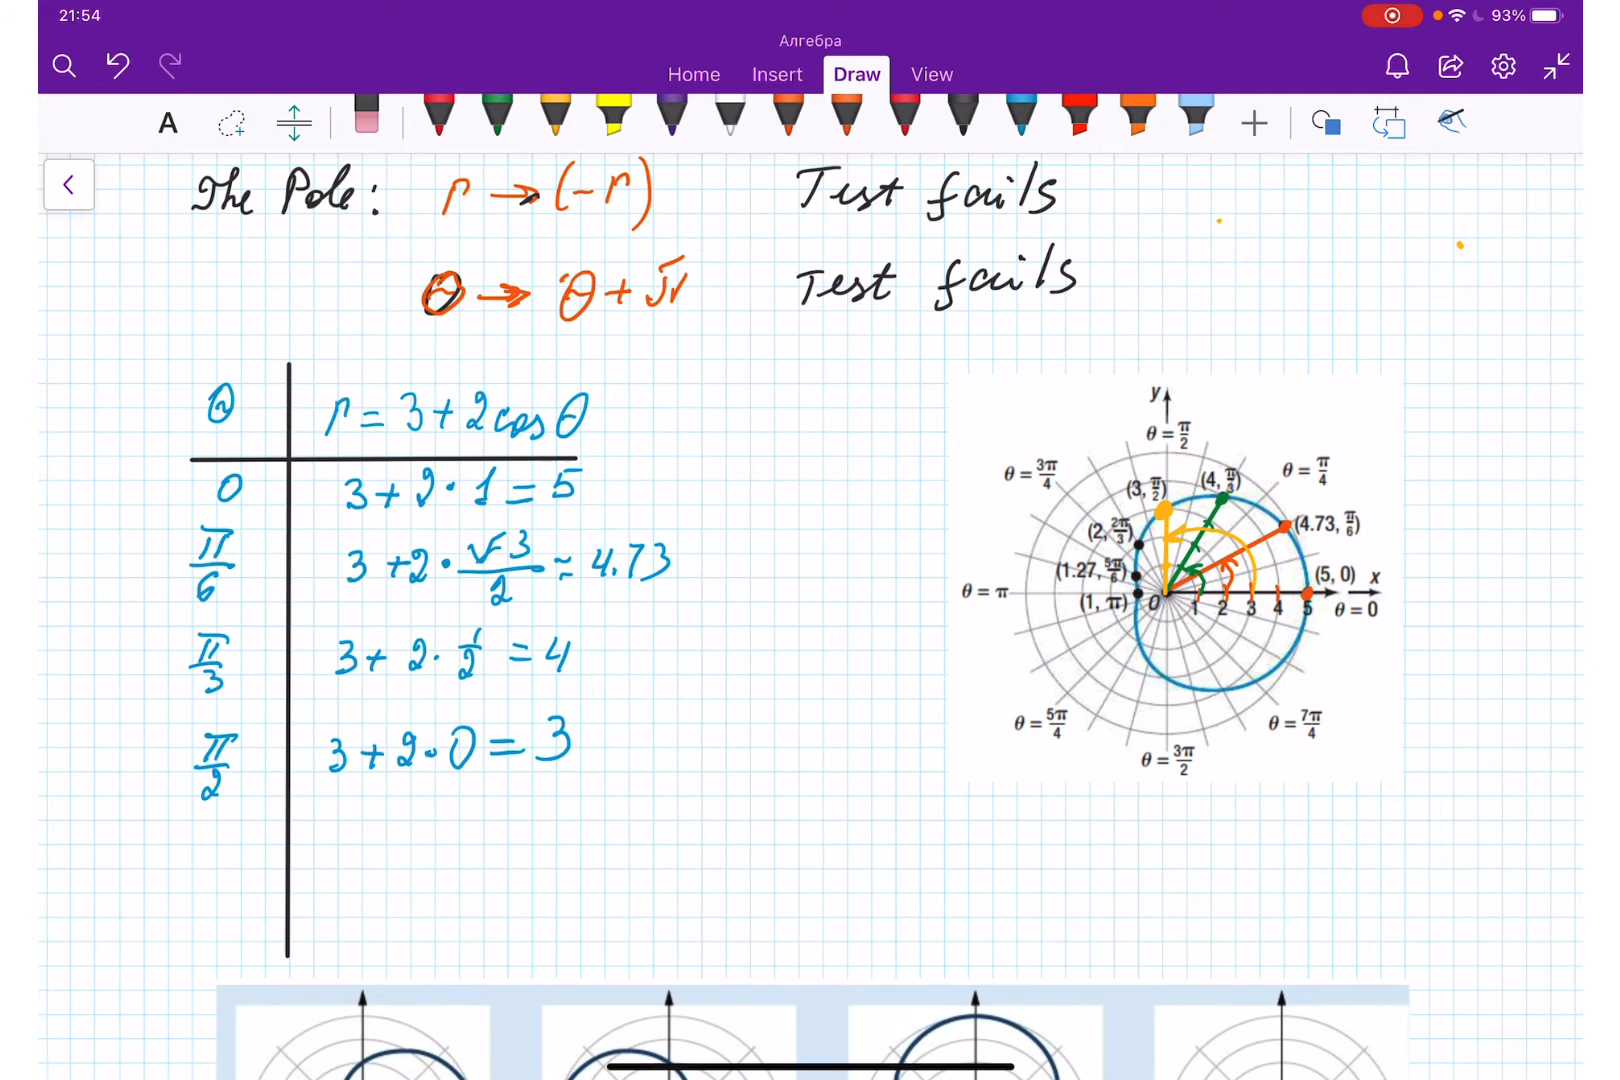 21:54
93%
Алгебра
Home Insert Draw View
A
The Pole: r → (-r) Test fails
θ → θ + π Test fails
θ r = 3 + 2 cos θ
0 3 + 2 · 1 = 5
π/6 3 + 2 · √3/2 ≈ 4.73
π/3 3 + 2 · 1/2 = 4
π/2 3 + 2 · 0 = 3
y
θ = π/2
θ = 3π/4
θ = π/4
(3, π/2)
(4, π/3)
(4.73, π/6)
(2, 2π/3)
(1.27, 5π/6)
(5, 0) x
θ = π
(1, π)
O 1 2 3 4 5
θ = 0
θ = 5π/4
θ = 7π/4
θ = 3π/2